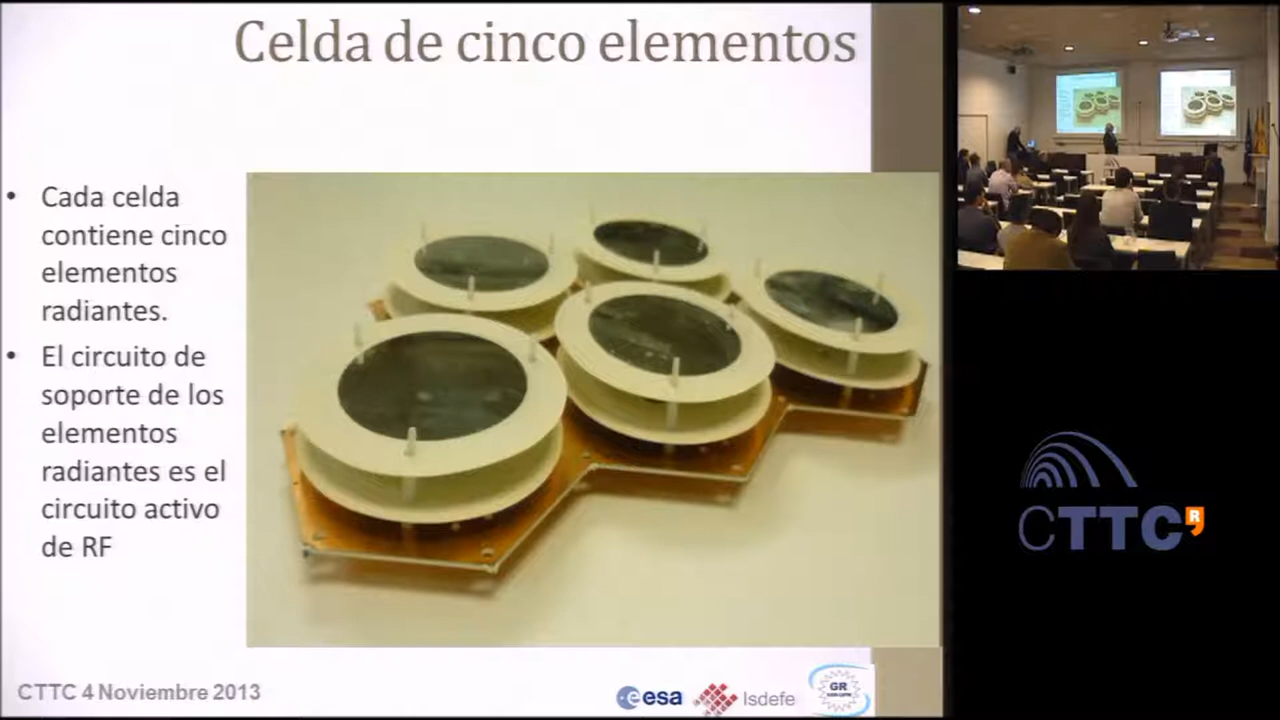 Celda de cinco elementos
• Cada celda
contiene cinco
elementos
radiantes.
• El circuito de
soporte de los
elementos
radiantes es el
circuito activo
de RF
CTTC 4 Noviembre 2013
esa
Isdefe
GR
CTTC
R